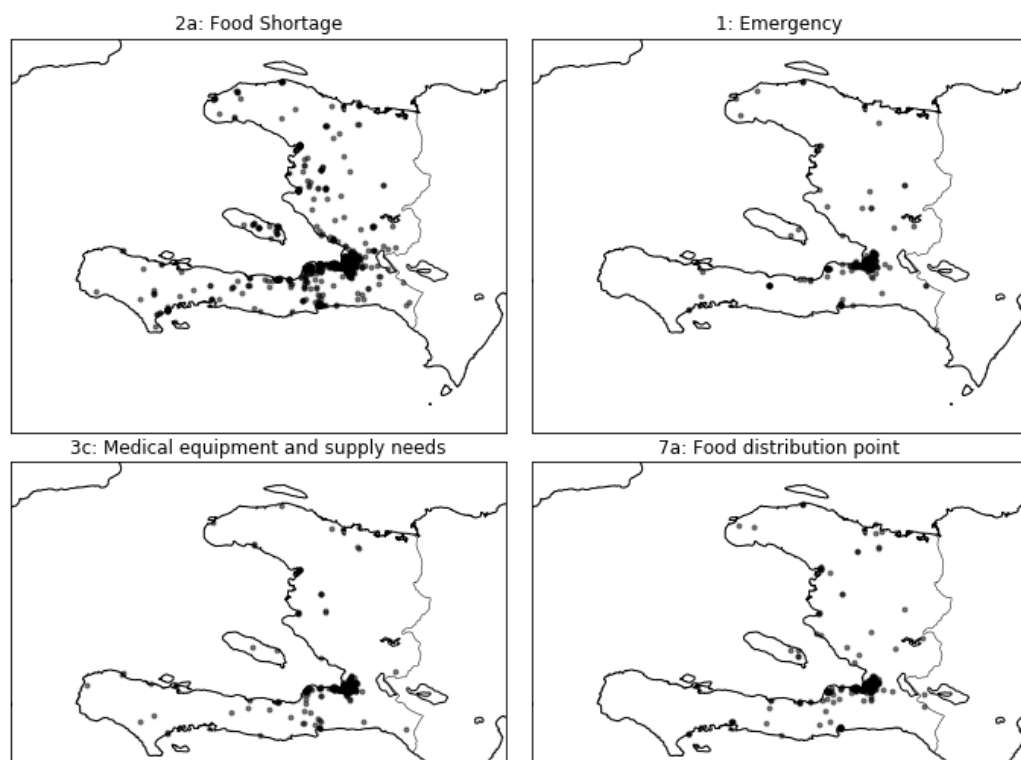 2a: Food Shortage
1: Emergency
3c: Medical equipment and supply needs
7a: Food distribution point